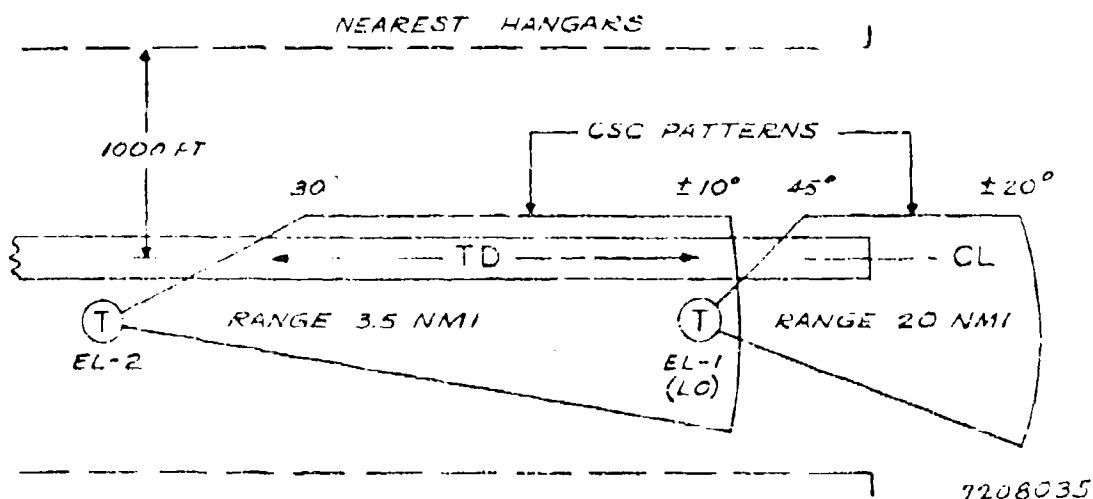 NEAREST HANGARS
1000 FT
CSC PATTERNS
30°
±10°
45°
±20°
TD
CL
RANGE 3.5 NMI
RANGE 20 NMI
T
T
EL-2
EL-1
(LO)
7208035